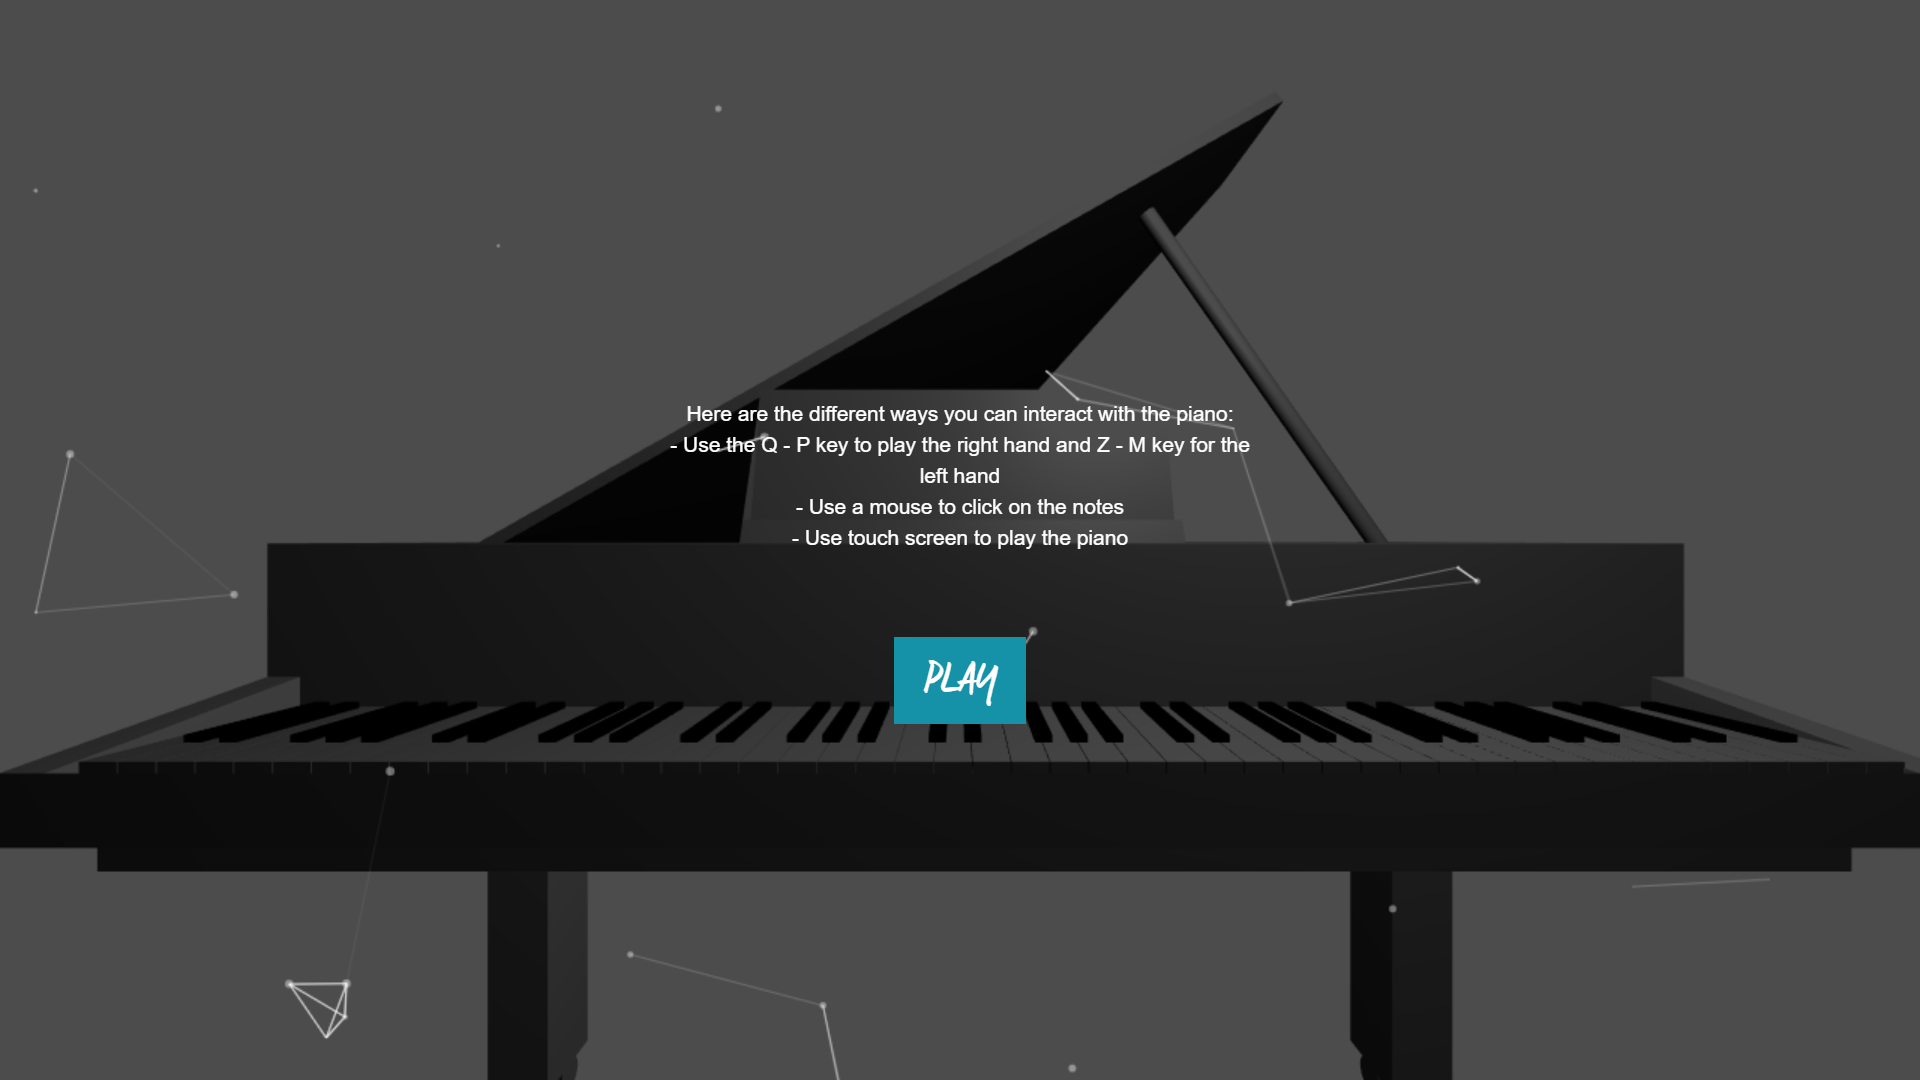 Here are the different ways you can interact with the piano:
- Use the Q - P key to play the right hand and Z - M key for the
left hand
- Use a mouse to click on the notes
- Use touch screen to play the piano
PLAY